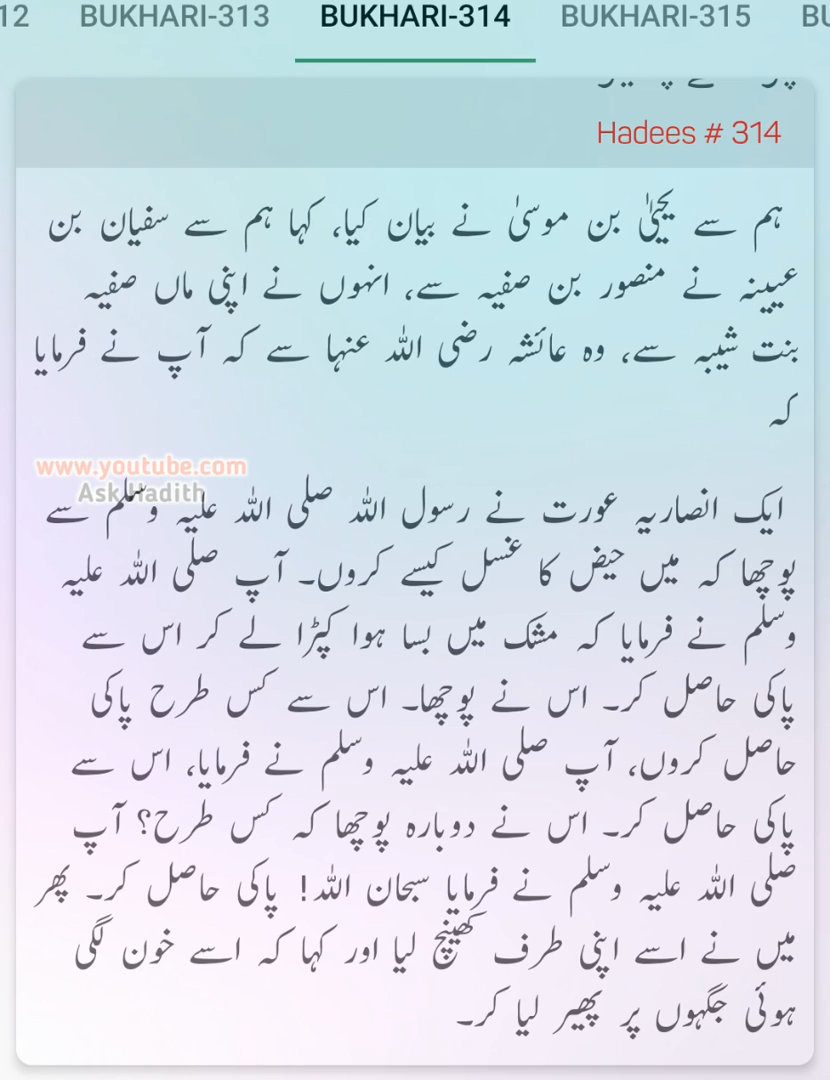 12 BUKHARI-313 BUKHARI-314 BUKHARI-315 BU
Hadees # 314
ہم سے یحییٰ بن موسیٰ نے بیان کیا، کہا ہم سے سفیان بن
عیینہ نے منصور بن صفیہ سے، انہوں نے اپنی ماں صفیہ
بنت شیبہ سے، وہ عائشہ رضی اللہ عنہا سے کہ آپ نے فرمایا
کہ
www.youtube.com
Ask Hadith
ایک انصاریہ عورت نے رسول اللہ صلی اللہ علیہ وسلم سے
پوچھا کہ میں حیض کا غسل کیسے کروں۔ آپ صلی اللہ علیہ
وسلم نے فرمایا کہ مشک میں بسا ہوا کپڑا لے کر اس سے
پاکی حاصل کر۔ اس نے پوچھا۔ اس سے کس طرح پاکی
حاصل کروں، آپ صلی اللہ علیہ وسلم نے فرمایا، اس سے
پاکی حاصل کر۔ اس نے دوبارہ پوچھا کہ کس طرح؟ آپ
صلی اللہ علیہ وسلم نے فرمایا سبحان اللہ! پاکی حاصل کر۔ پھر
میں نے اسے اپنی طرف کھینچ لیا اور کہا کہ اسے خون لگی
ہوئی جگہوں پر پھیر لیا کر۔